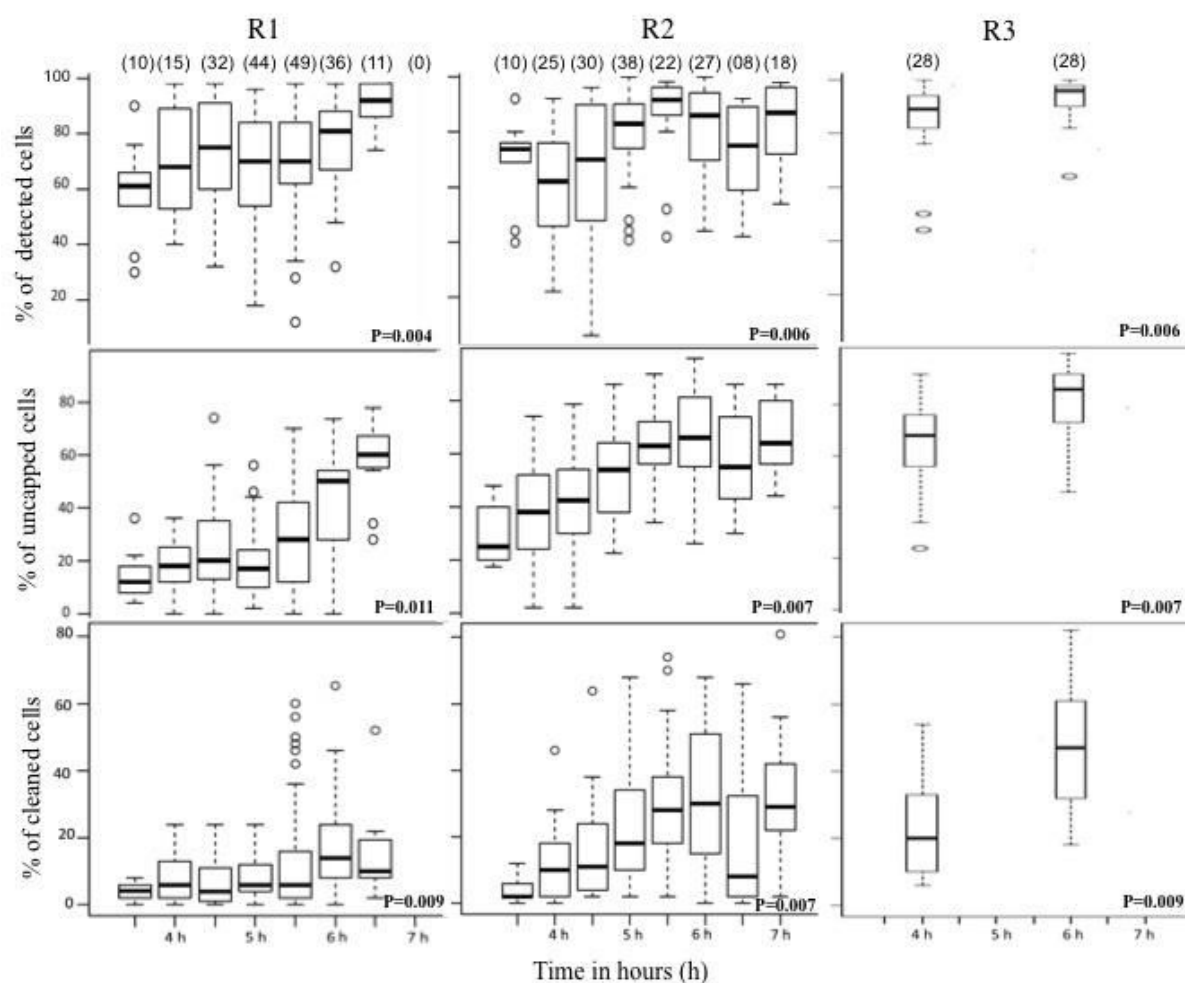 R1 R2 R3
(10) (15) (32) (44) (49) (36) (11) (0) (10) (25) (30) (38) (22) (27) (08) (18) (28) (28)
% of detected cells
100
80
60
40
20
P=0.004 P=0.006 P=0.006
% of uncapped cells
80
60
40
20
0
P=0.011 P=0.007 P=0.007
% of cleaned cells
80
60
40
20
0
P=0.009 P=0.007 P=0.009
4 h 5 h 6 h 7 h 4 h 5 h 6 h 7 h 4 h 5 h 6 h 7 h
Time in hours (h)